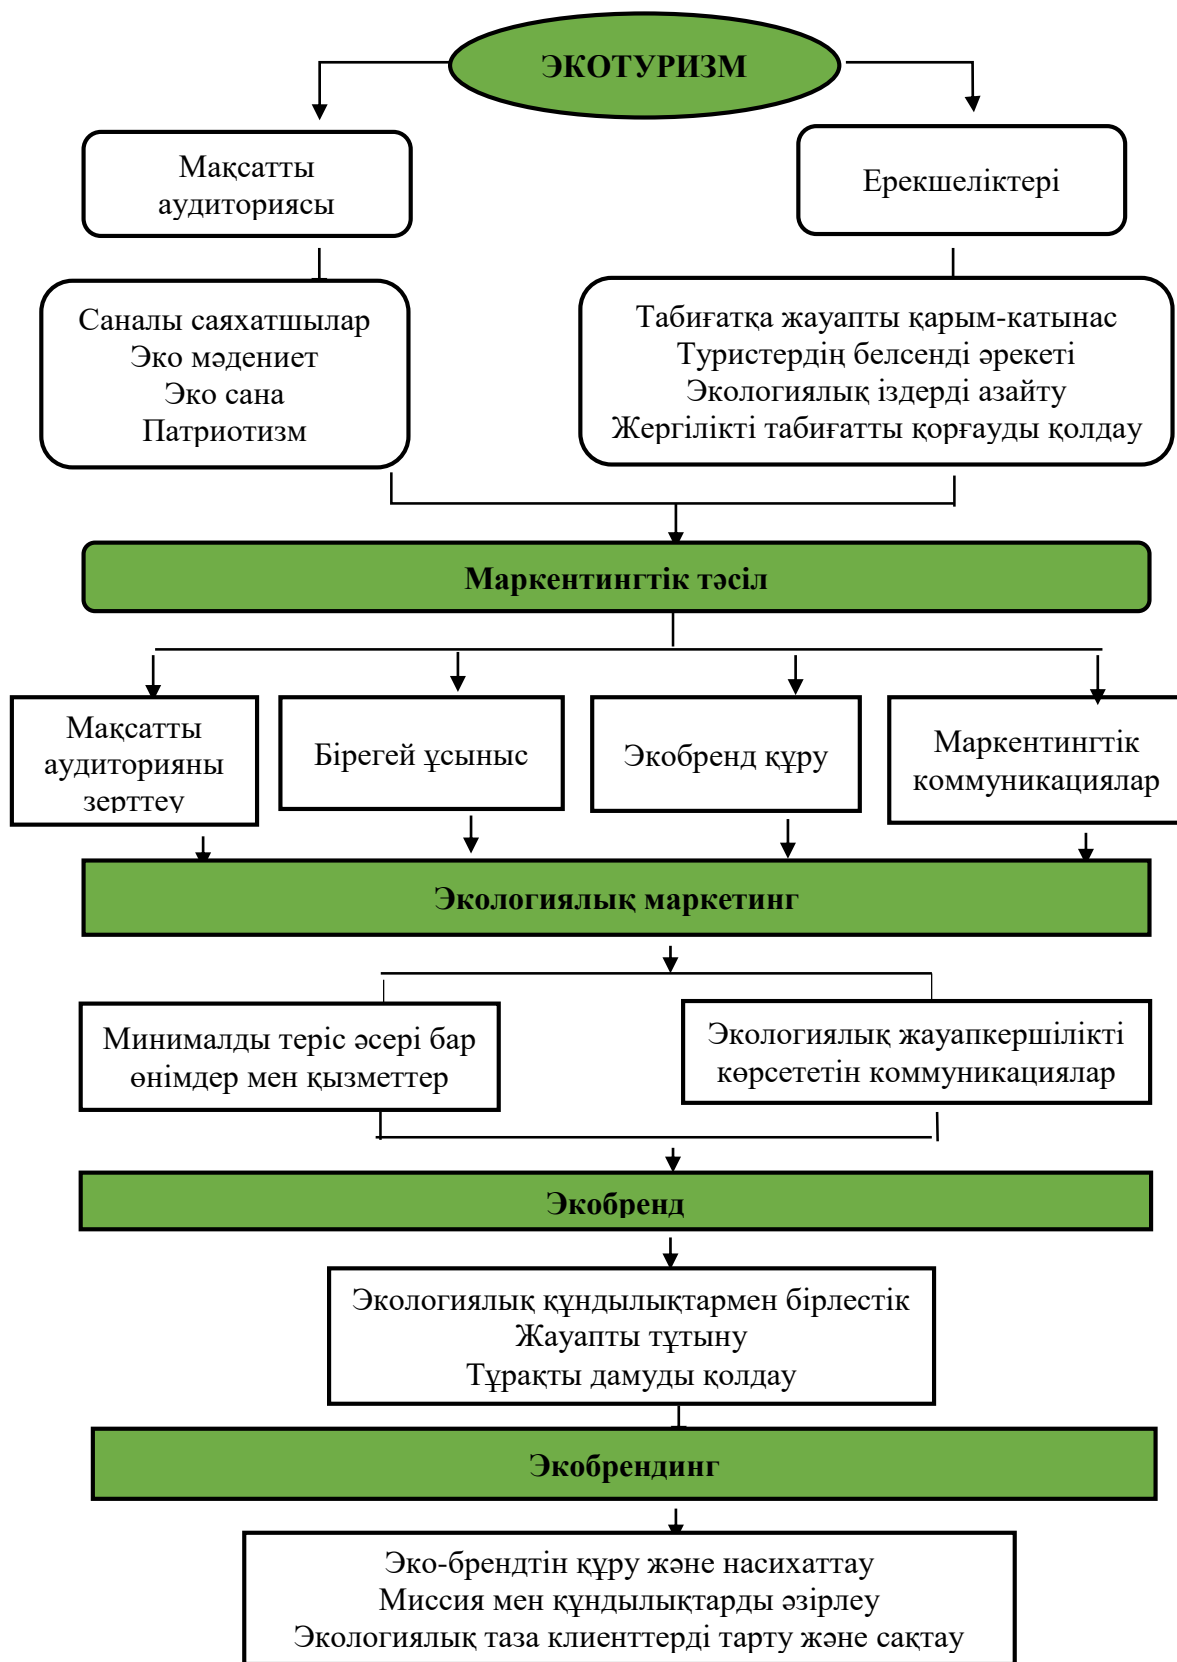 ЭКОТУРИЗМ
Мақсатты
аудиториясы
Ерекшеліктері
Саналы саяхатшылар
Эко мәдениет
Эко сана
Патриотизм
Табиғатқа жауапты қарым-катынас
Туристердің белсенді әрекеті
Экологиялық іздерді азайту
Жергілікті табиғатты қорғауды қолдау
Маркентингтік тәсіл
Мақсатты
аудиторияны
зерттеу
Бірегей ұсыныс
Экобренд құру
Маркентингтік
коммуникациялар
Экологиялық маркетинг
Минималды теріс әсері бар
өнімдер мен қызметтер
Экологиялық жауапкершілікті
көрсететін коммуникациялар
Экобренд
Экологиялық құндылықтармен бірлестік
Жауапты тұтыну
Тұрақты дамуды қолдау
Экобрендинг
Эко-брендтін құру және насихаттау
Миссия мен құндылықтарды әзірлеу
Экологиялық таза клиенттерді тарту және сақтау